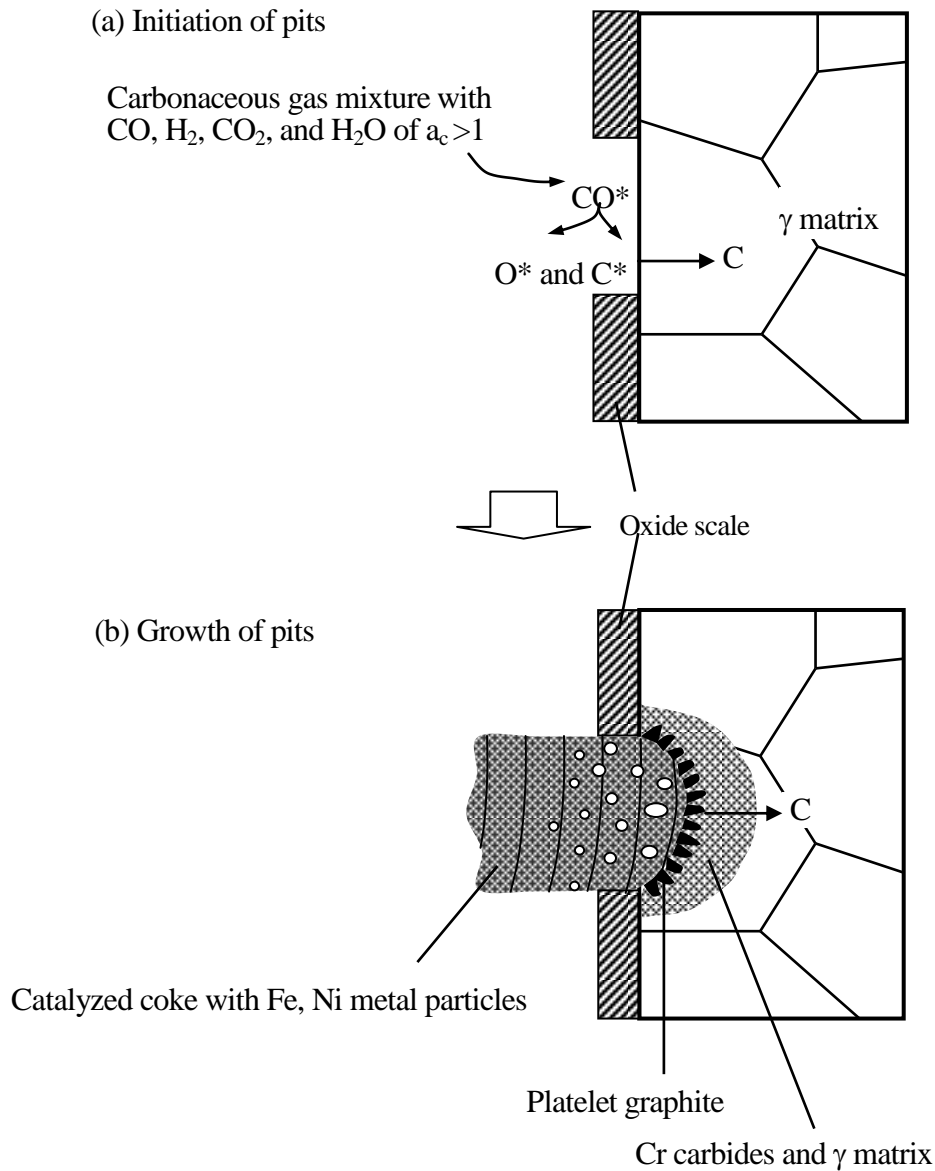 (a) Initiation of pits
Carbonaceous gas mixture with
CO, H₂, CO₂, and H₂O of a_c >1
CO*
γ matrix
O* and C*
C
Oxide scale
(b) Growth of pits
C
Catalyzed coke with Fe, Ni metal particles
Platelet graphite
Cr carbides and γ matrix